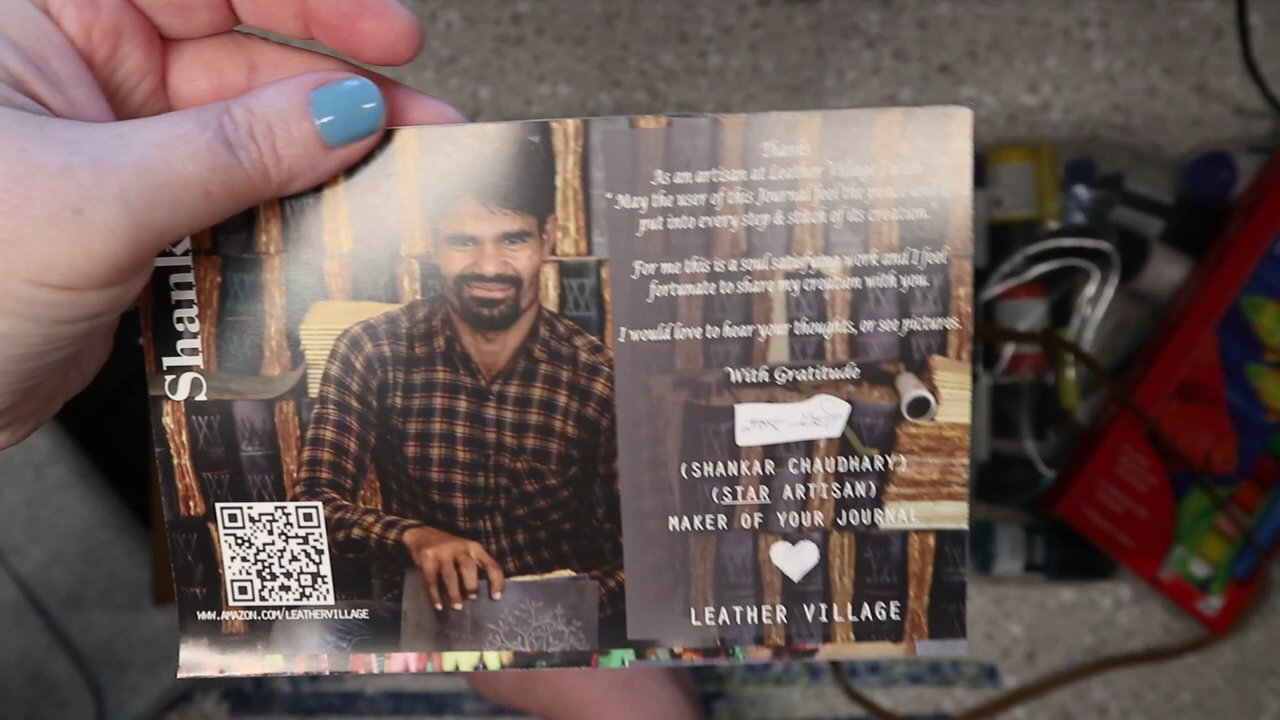 Shank
WWW.AMAZON.COM/LEATHERVILLAGE
Thanks
As an artisan at Leather Village I wish
"May the user of this Journal feel the peace and
put into every step & stitch of its creation."
For me this is a soul satisfying work and I feel
fortunate to share my creation with you.
I would love to hear your thoughts, or see pictures.
With Gratitude
(SHANKAR CHAUDHARY)
(STAR ARTISAN)
MAKER OF YOUR JOURNAL
LEATHER VILLAGE